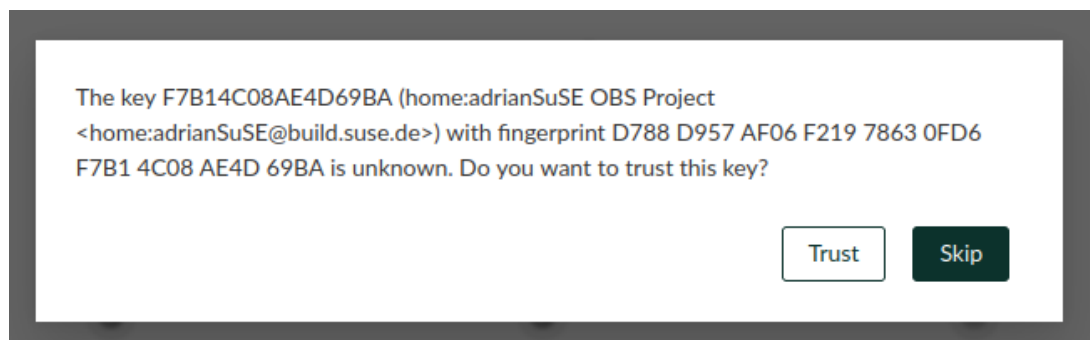 The key F7B14C08AE4D69BA (home:adrianSuSE OBS Project
<home:adrianSuSE@build.suse.de>) with fingerprint D788 D957 AF06 F219 7863 0FD6
F7B1 4C08 AE4D 69BA is unknown. Do you want to trust this key?
Trust
Skip